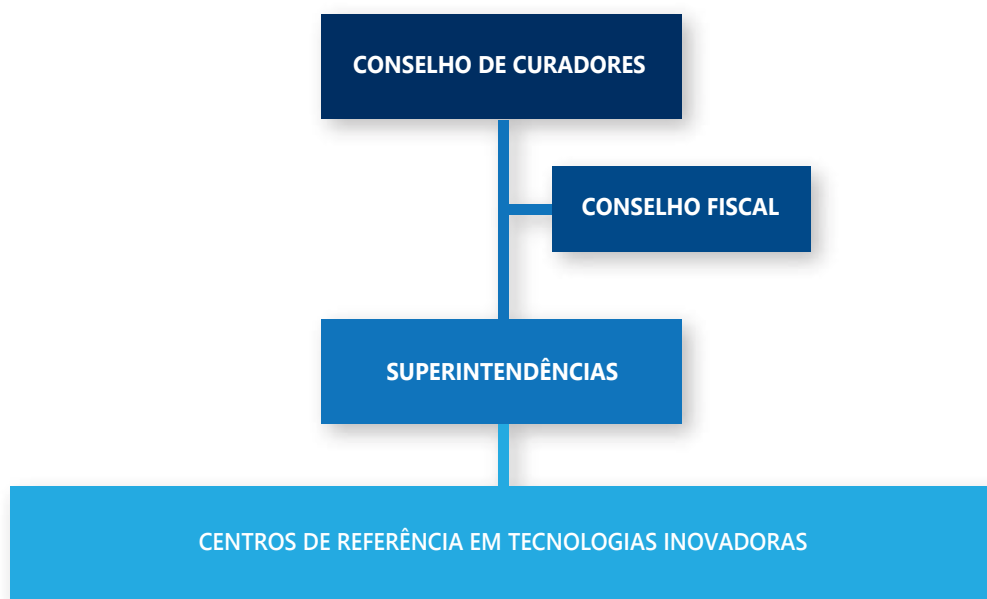 CONSELHO DE CURADORES
CONSELHO FISCAL
SUPERINTENDÊNCIAS
CENTROS DE REFERÊNCIA EM TECNOLOGIAS INOVADORAS